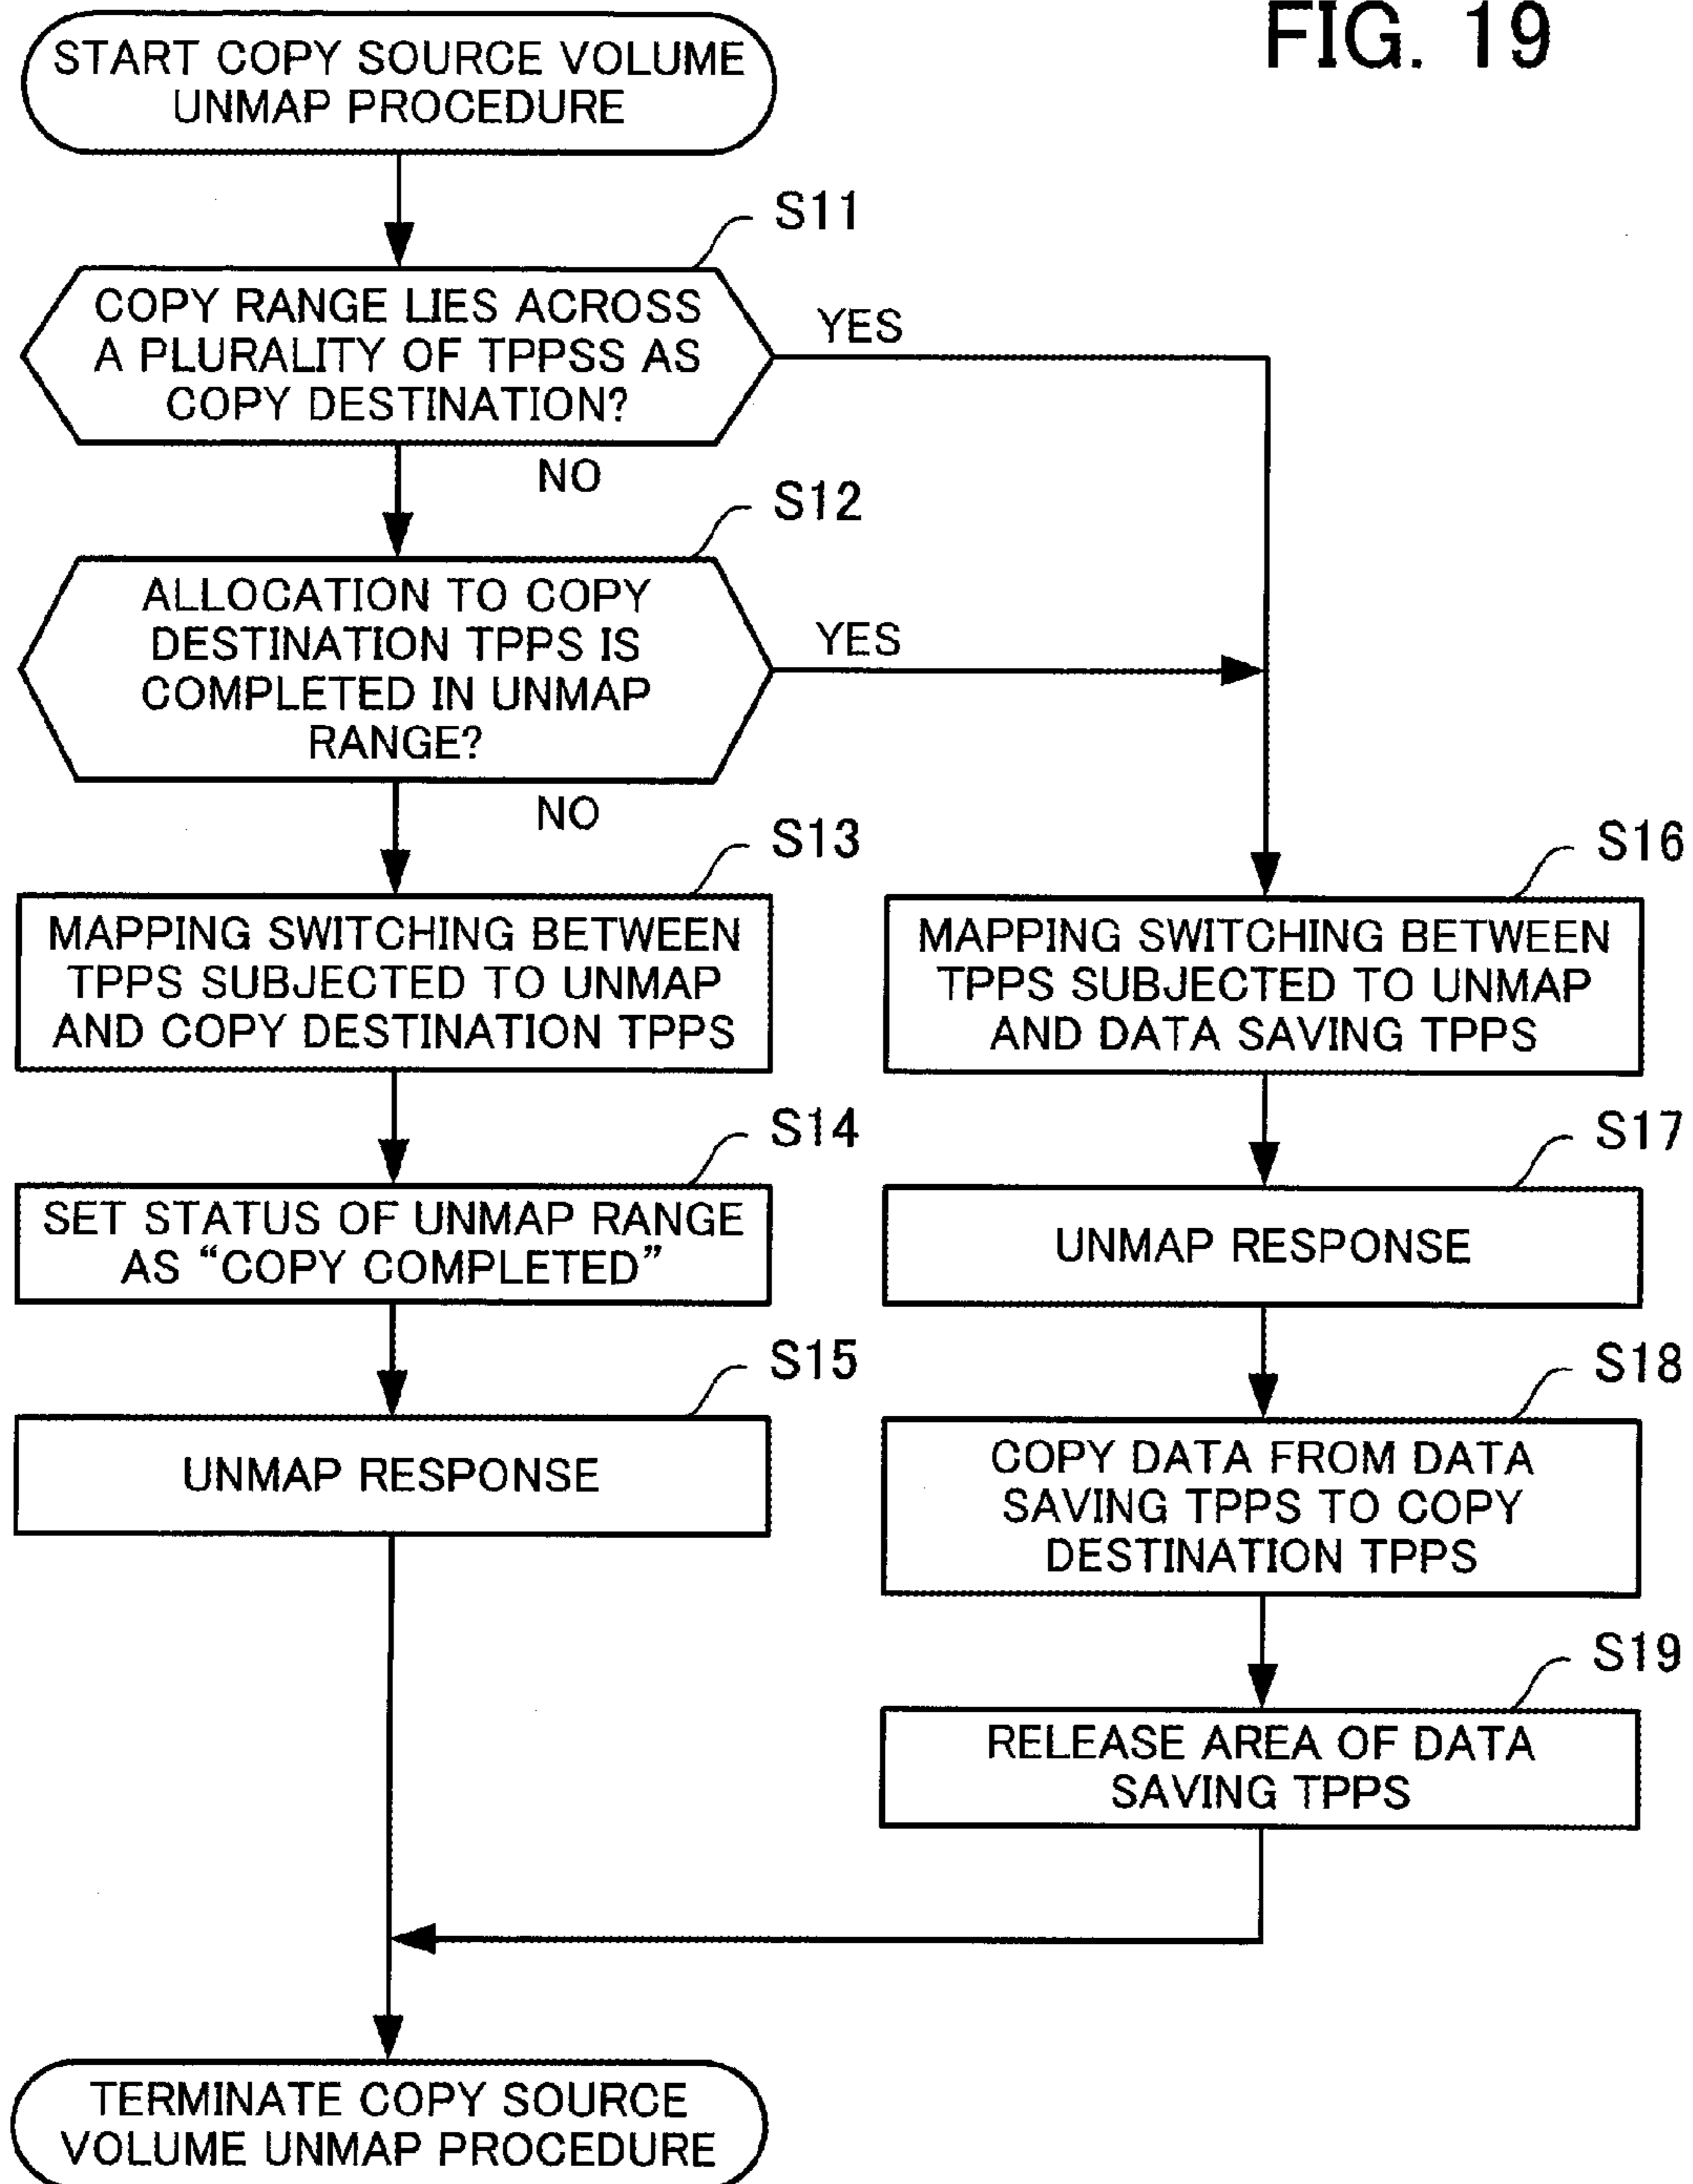 FIG. 19
START COPY SOURCE VOLUME
UNMAP PROCEDURE
S11
COPY RANGE LIES ACROSS
A PLURALITY OF TPPSS AS
COPY DESTINATION?
YES
NO
S12
ALLOCATION TO COPY
DESTINATION TPPS IS
COMPLETED IN UNMAP
RANGE?
YES
NO
S13
MAPPING SWITCHING BETWEEN
TPPS SUBJECTED TO UNMAP
AND COPY DESTINATION TPPS
S14
SET STATUS OF UNMAP RANGE
AS “COPY COMPLETED”
S15
UNMAP RESPONSE
S16
MAPPING SWITCHING BETWEEN
TPPS SUBJECTED TO UNMAP
AND DATA SAVING TPPS
S17
UNMAP RESPONSE
S18
COPY DATA FROM DATA
SAVING TPPS TO COPY
DESTINATION TPPS
S19
RELEASE AREA OF DATA
SAVING TPPS
TERMINATE COPY SOURCE
VOLUME UNMAP PROCEDURE